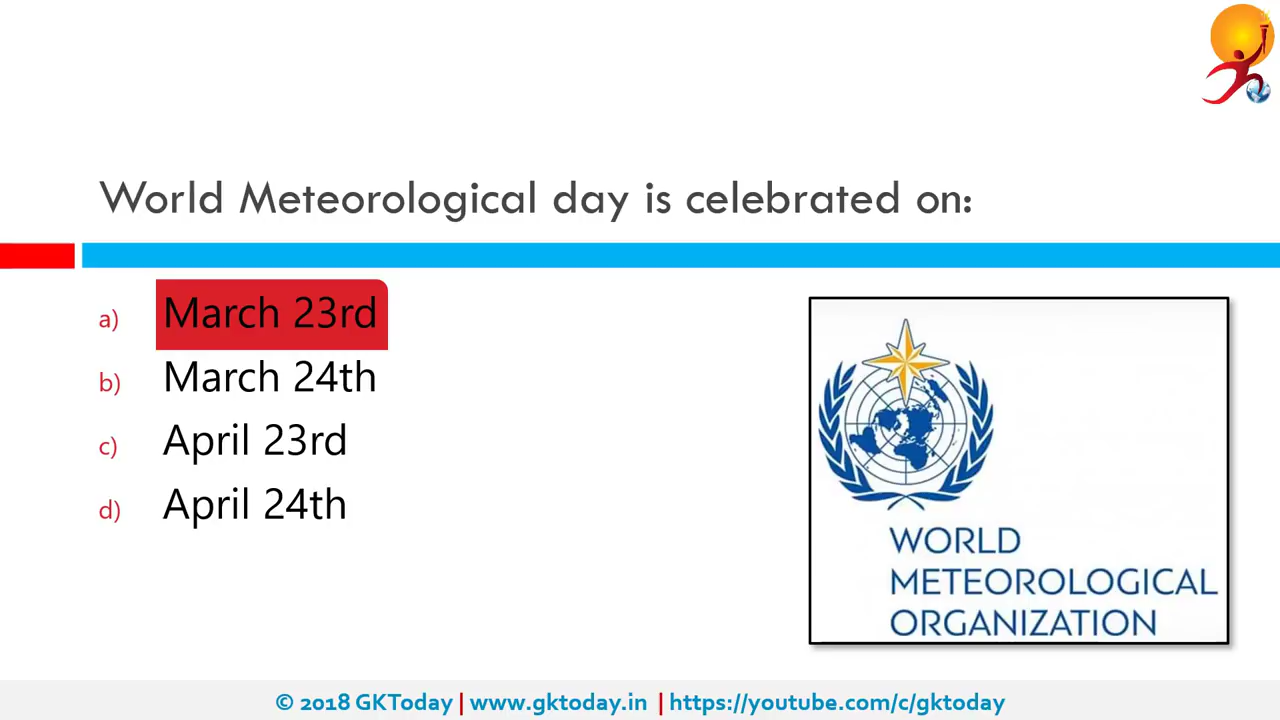 World Meteorological day is celebrated on:
a) March 23rd
b) March 24th
c) April 23rd
d) April 24th
WORLD
METEOROLOGICAL
ORGANIZATION
© 2018 GKToday | www.gktoday.in | https://youtube.com/c/gktoday